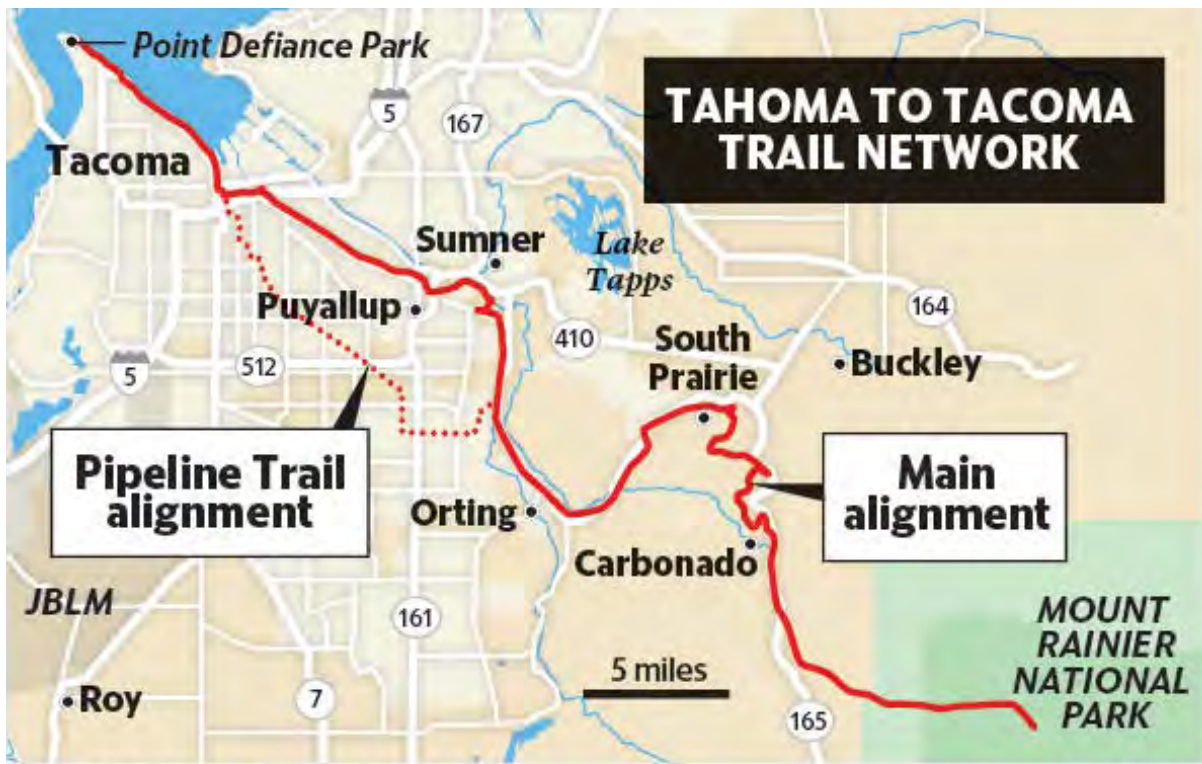 Point Defiance Park
TAHOMA TO TACOMA
TRAIL NETWORK
5
167
Tacoma
Sumner
Lake
Tapps
Puyallup
164
410
South
Prairie
512
5
Buckley
Pipeline Trail
alignment
Main
alignment
Orting
Carbonado
JBLM
161
MOUNT
RAINIER
NATIONAL
PARK
5 miles
Roy
7
165